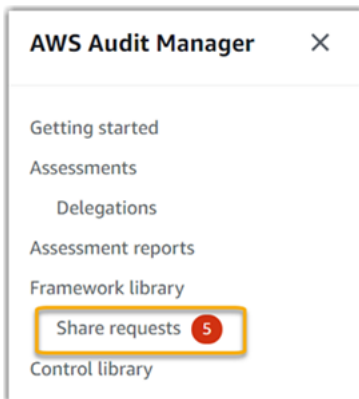 AWS Audit Manager
Getting started
Assessments
Delegations
Assessment reports
Framework library
Share requests 5
Control library